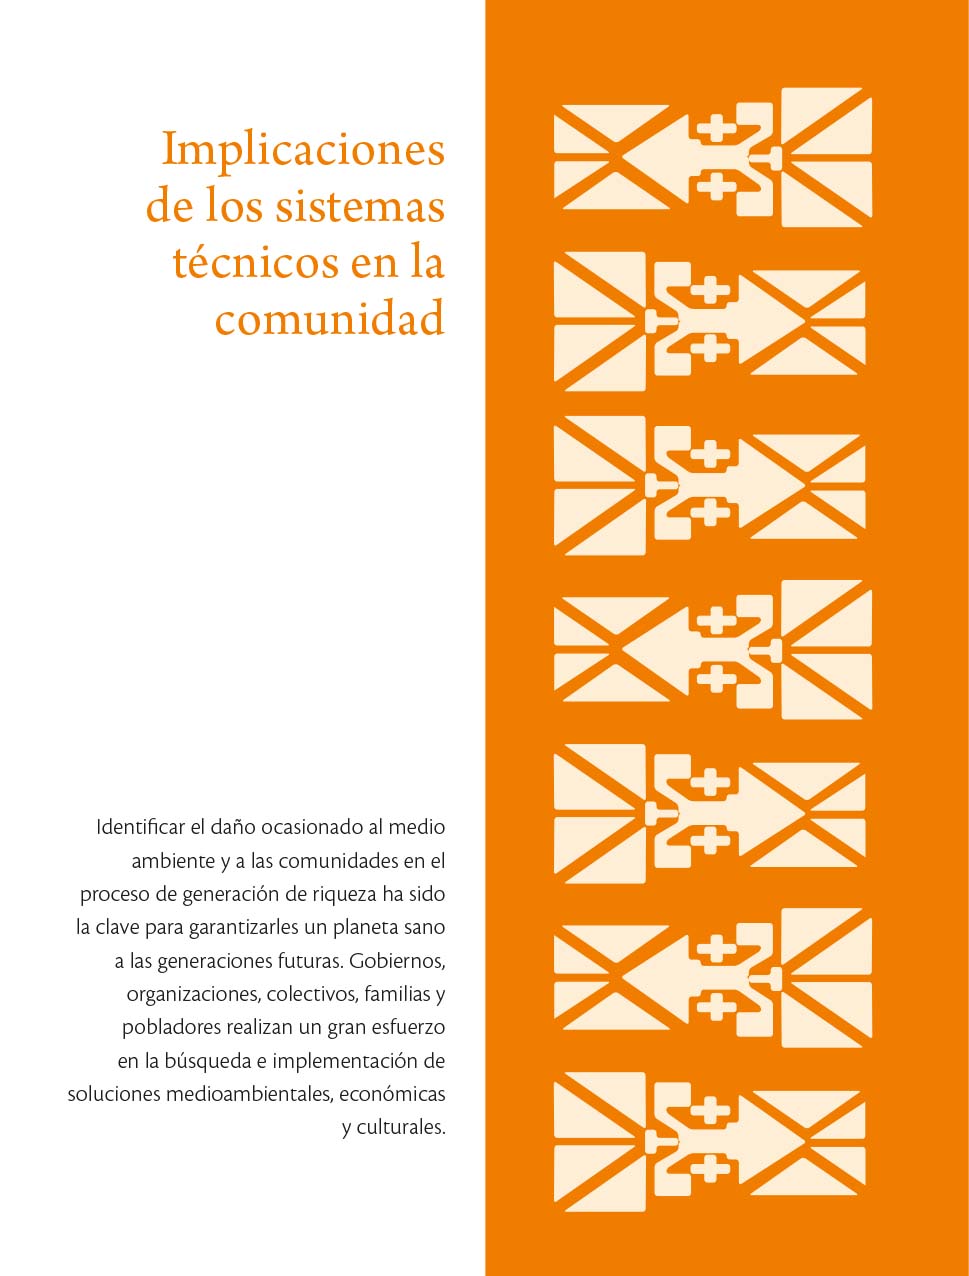 Implicaciones
de los sistemas
técnicos en la
comunidad
Identificar el daño ocasionado al medio
ambiente y a las comunidades en el
proceso de generación de riqueza ha sido
la clave para garantizarles un planeta sano
a las generaciones futuras. Gobiernos,
organizaciones, colectivos, familias y
pobladores realizan un gran esfuerzo
en la búsqueda e implementación de
soluciones medioambientales, económicas
y culturales.